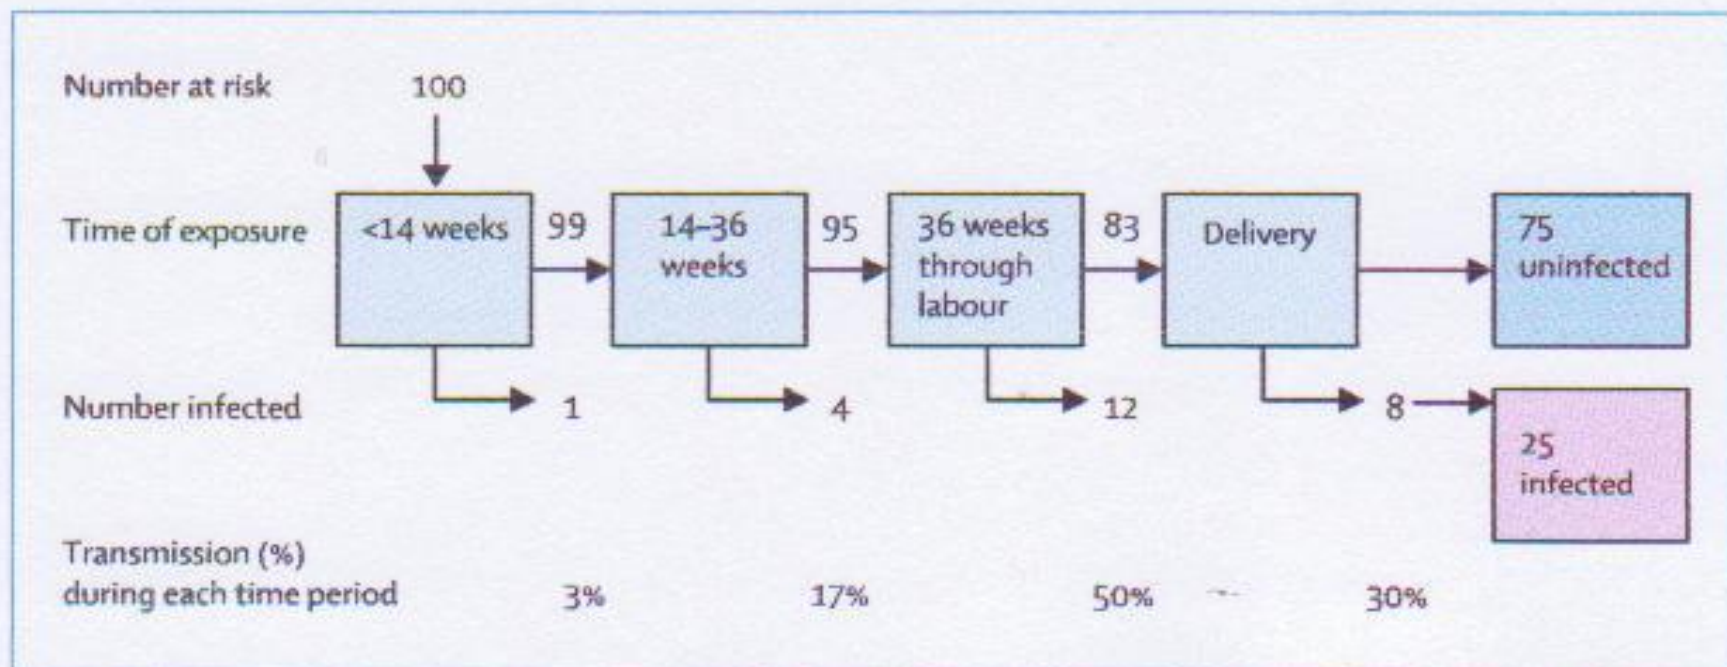 Number at risk 100
Time of exposure <14 weeks 99 14–36 weeks 95 36 weeks through labour 83 Delivery 75 uninfected
Number infected 1 4 12 8 25 infected
Transmission (%)
during each time period 3% 17% 50% 30%